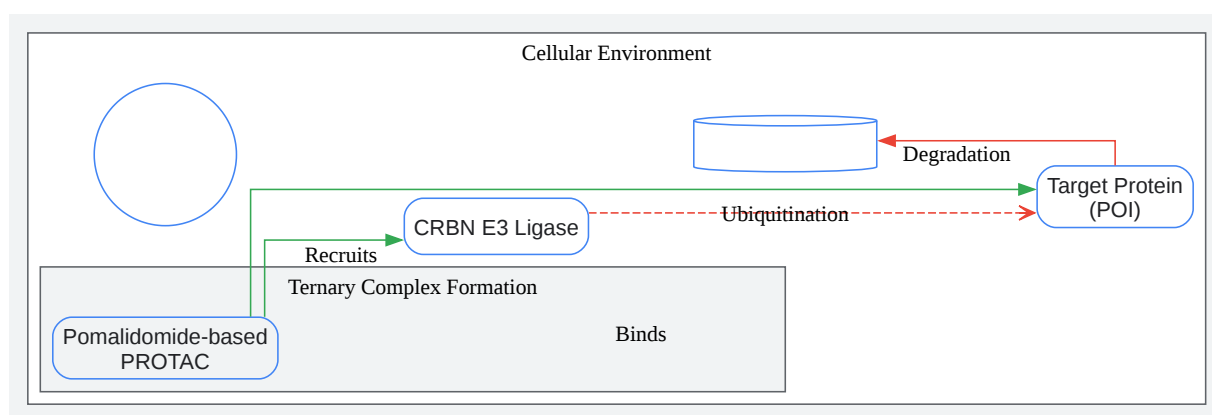 Cellular Environment
Degradation
Target Protein
(POI)
Ubiquitination
CRBN E3 Ligase
Recruits
Ternary Complex Formation
Pomalidomide-based
PROTAC
Binds